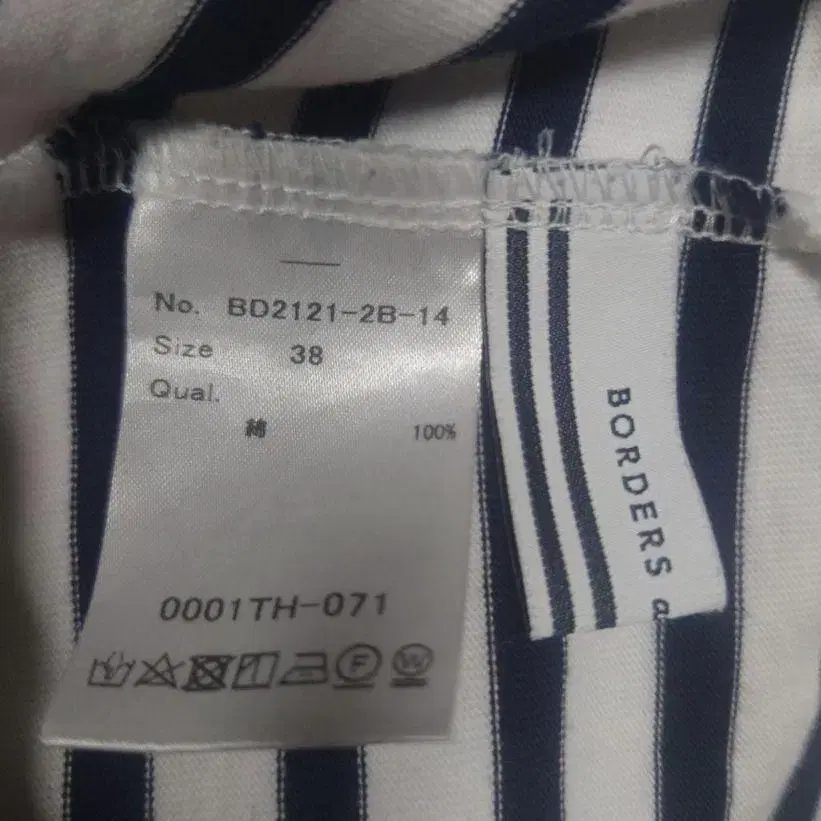 No. BD2121-2B-14
Size 38
Qual.
綿 100%
0001TH-071
F W
BORDERS a